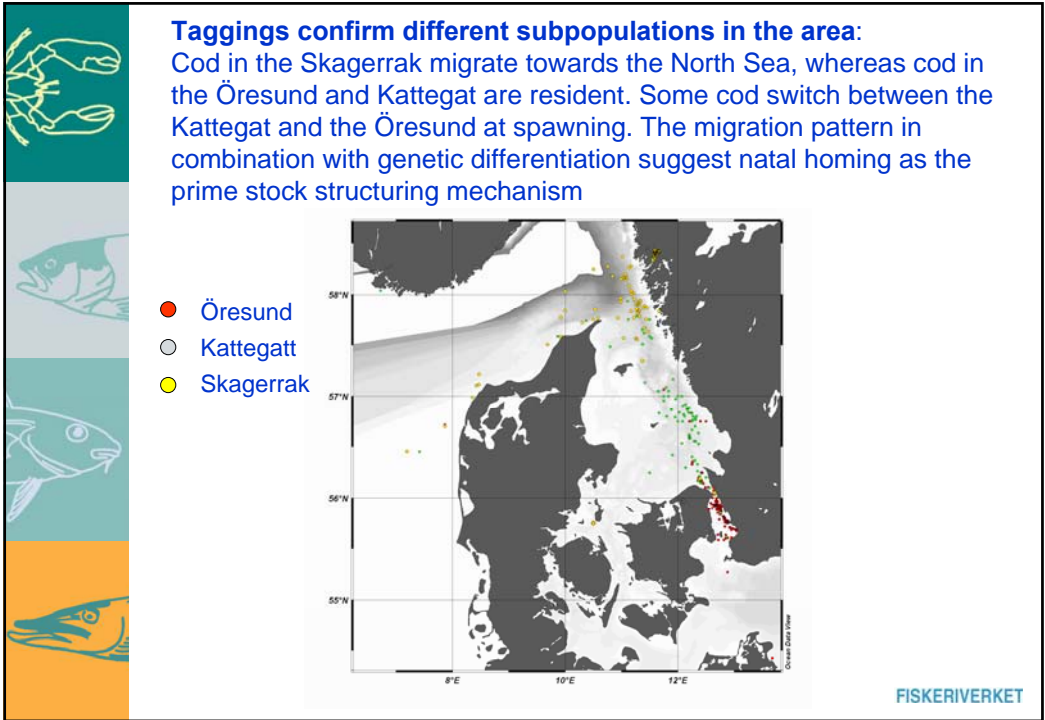 Taggings confirm different subpopulations in the area:
Cod in the Skagerrak migrate towards the North Sea, whereas cod in
the Öresund and Kattegat are resident. Some cod switch between the
Kattegat and the Öresund at spawning. The migration pattern in
combination with genetic differentiation suggest natal homing as the
prime stock structuring mechanism
Öresund
Kattegatt
Skagerrak
58°N
57°N
56°N
55°N
8°E
10°E
12°E
Ocean Data View
FISKERIVERKET